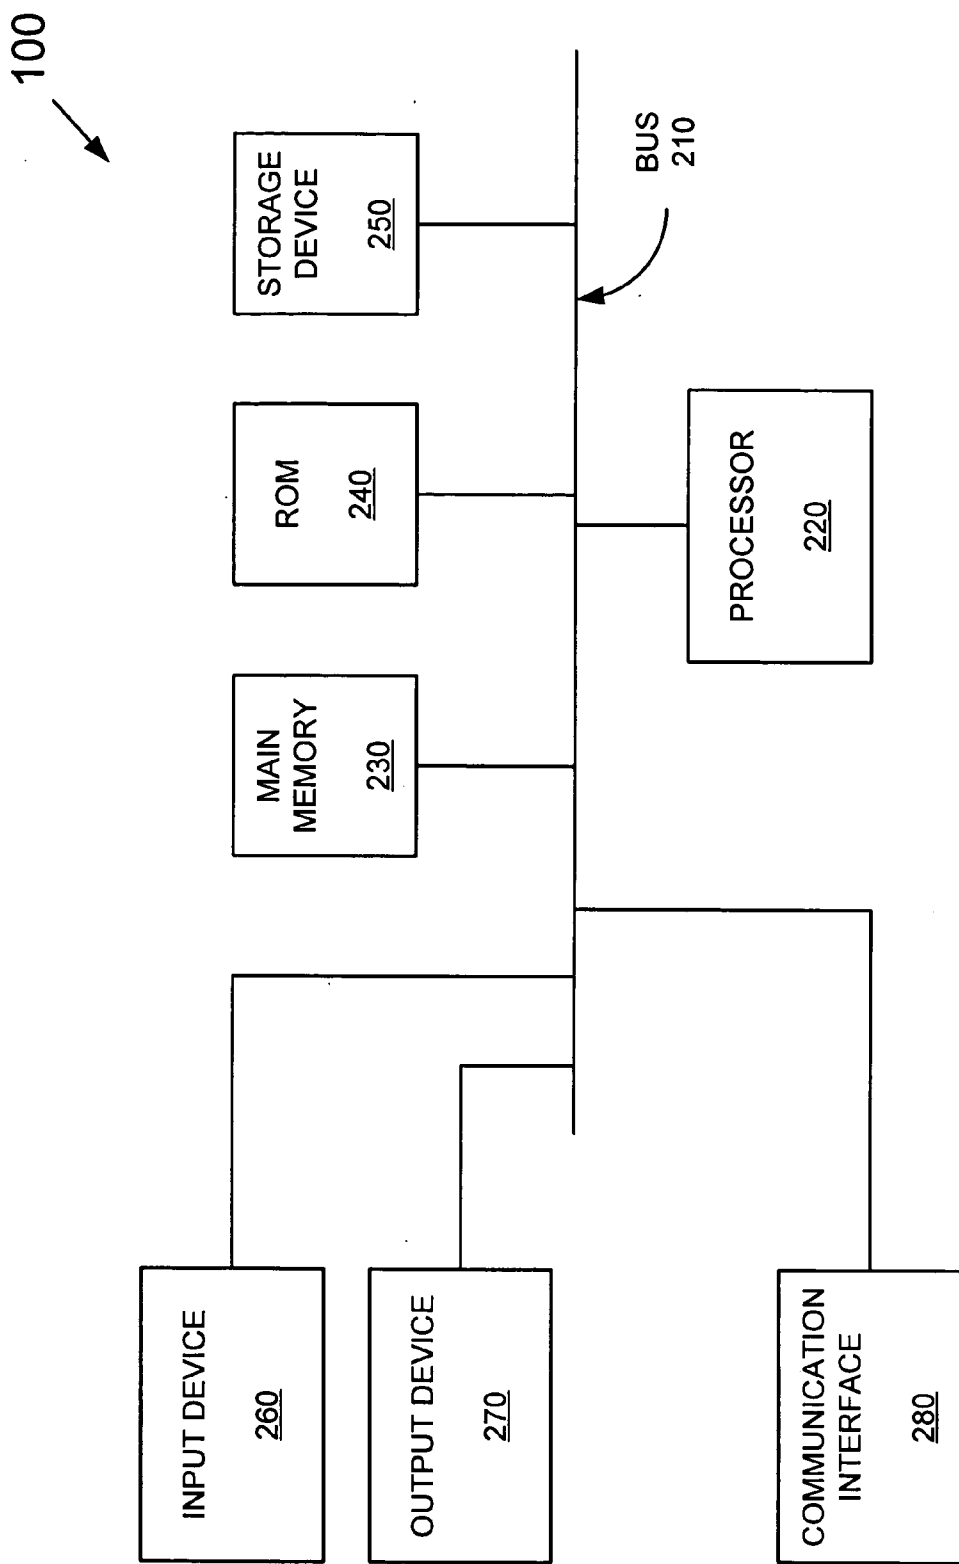 100
INPUT DEVICE
260
MAIN
MEMORY
230
ROM
240
STORAGE
DEVICE
250
OUTPUT DEVICE
270
BUS
210
PROCESSOR
220
COMMUNICATION
INTERFACE
280